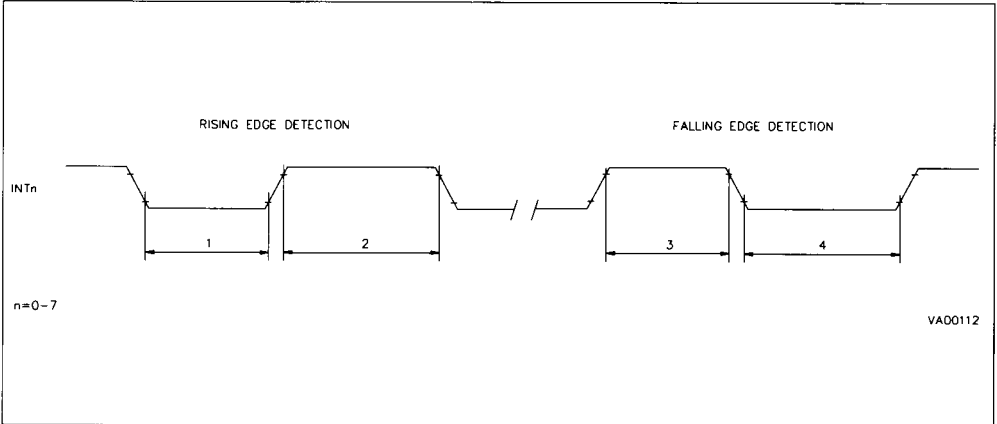 RISING EDGE DETECTION
FALLING EDGE DETECTION
INTn
1
2
3
4
n=0-7
VA00112